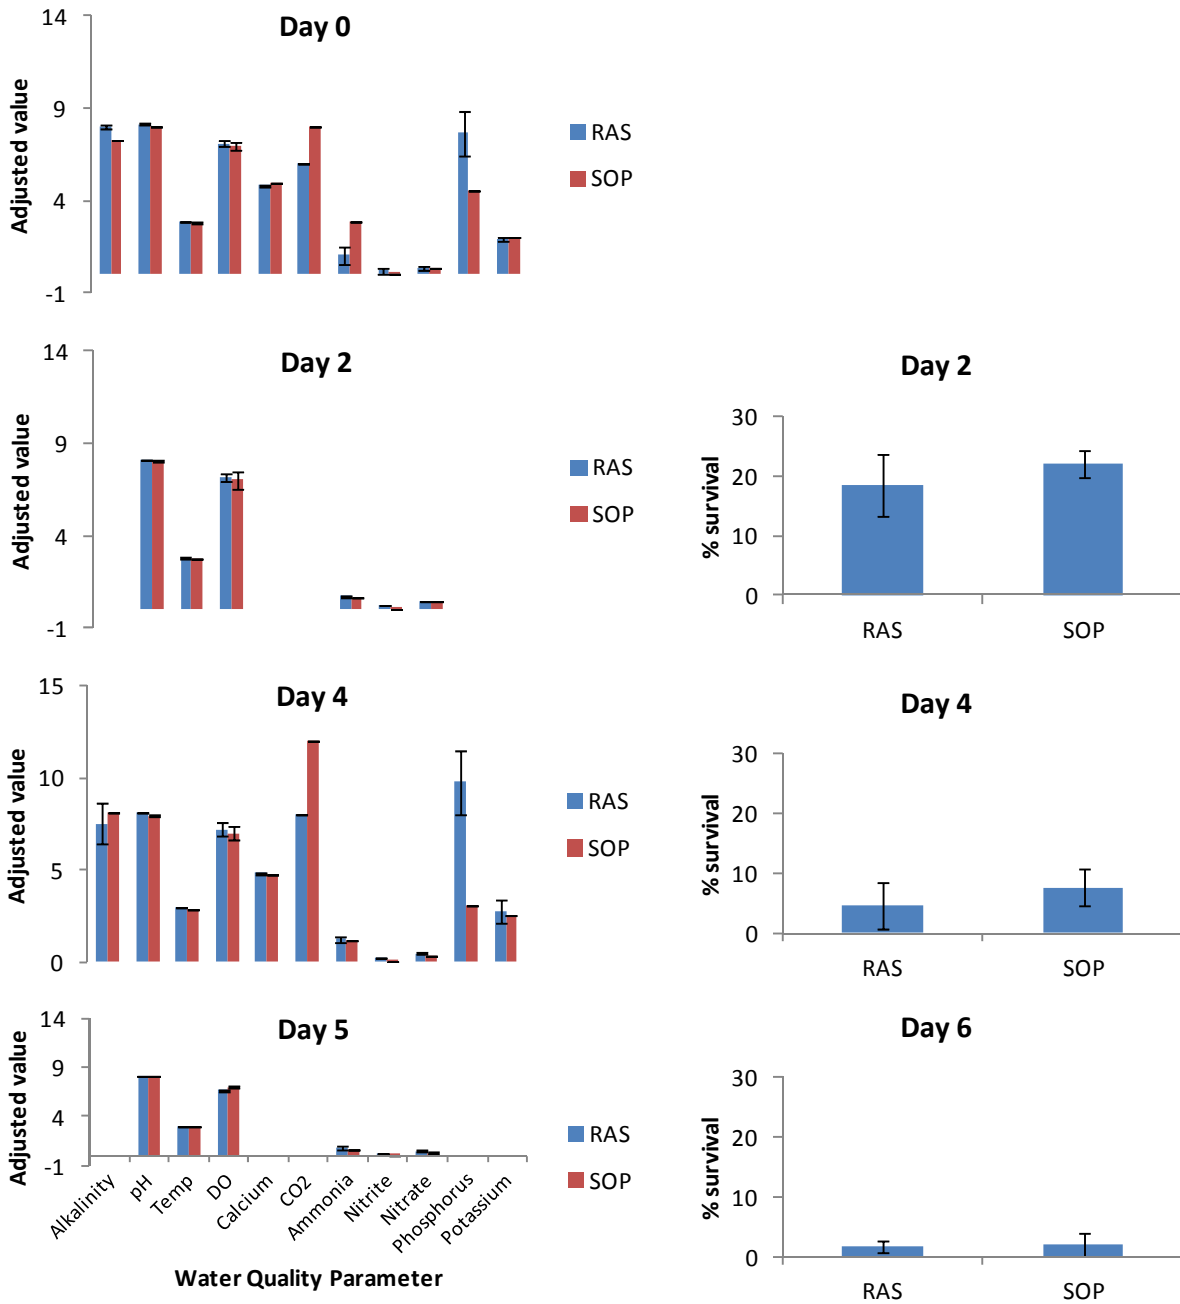 Day 0
14
9
4
-1
Adjusted value
RAS
SOP
Day 2
14
9
4
-1
Adjusted value
RAS
SOP
Day 2
30
20
10
0
% survival
RAS SOP
Day 4
15
10
5
0
Adjusted value
RAS
SOP
Day 4
30
20
10
0
% survival
RAS SOP
Day 5
14
9
4
-1
Adjusted value
RAS
SOP
Alkalinity pH Temp DO Calcium CO2 Ammonia Nitrite Nitrate Phosphorus Potassium
Water Quality Parameter
Day 6
30
20
10
0
% survival
RAS SOP